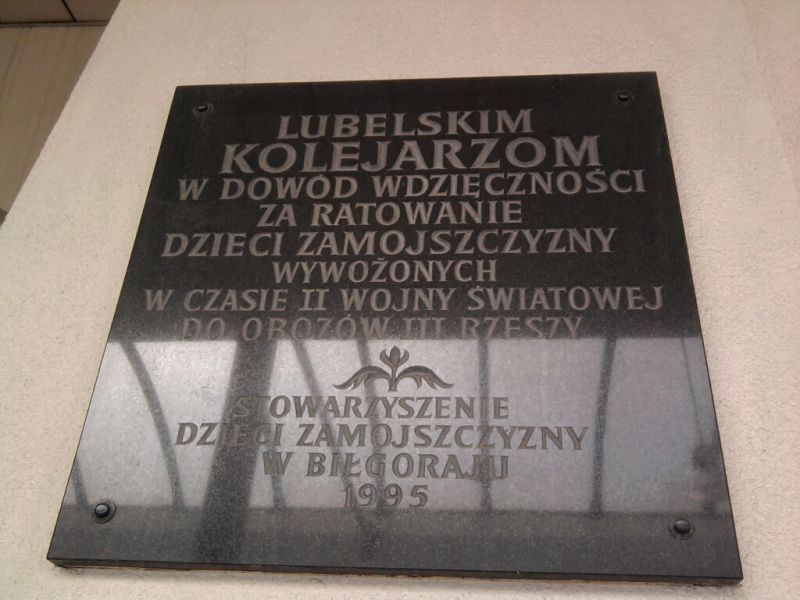 LUBELSKIM
KOLEJARZOM
W DOWÓD WDZIĘCZNOŚCI
ZA RATOWANIE
DZIECI ZAMOJSZCZYZNY
WYWOŻONYCH
W CZASIE II WOJNY ŚWIATOWEJ
DO OBOZÓW III RZESZY
STOWARZYSZENIE
DZIECI ZAMOJSZCZYZNY
W BIŁGORAJU
1995